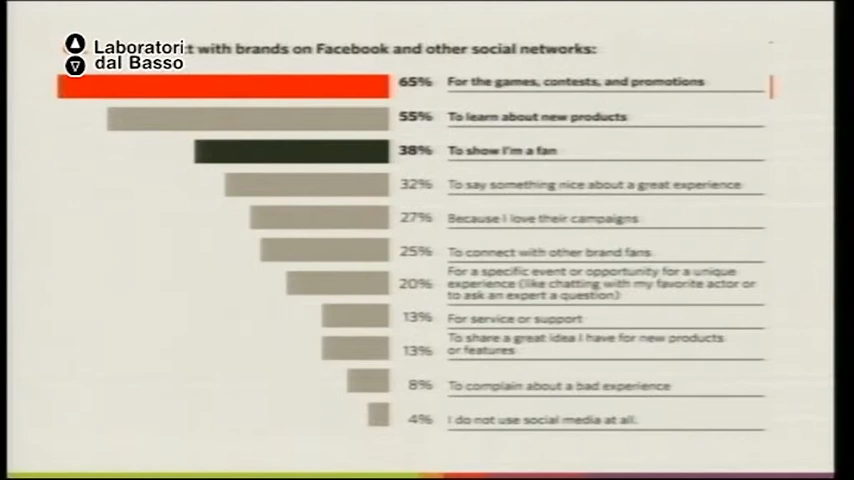 Laboratori
dal Basso
with brands on Facebook and other social networks:
65% For the games, contests, and promotions
55% To learn about new products
38% To show I'm a fan
32% To say something nice about a great experience
27% Because I love their campaigns
25% To connect with other brand fans
20% For a specific event or opportunity for a unique
experience (like chatting with my favorite actor or
to ask an expert a question)
13% For service or support
13% To share a great idea I have for new products
or features
8% To complain about a bad experience
4% I do not use social media at all.